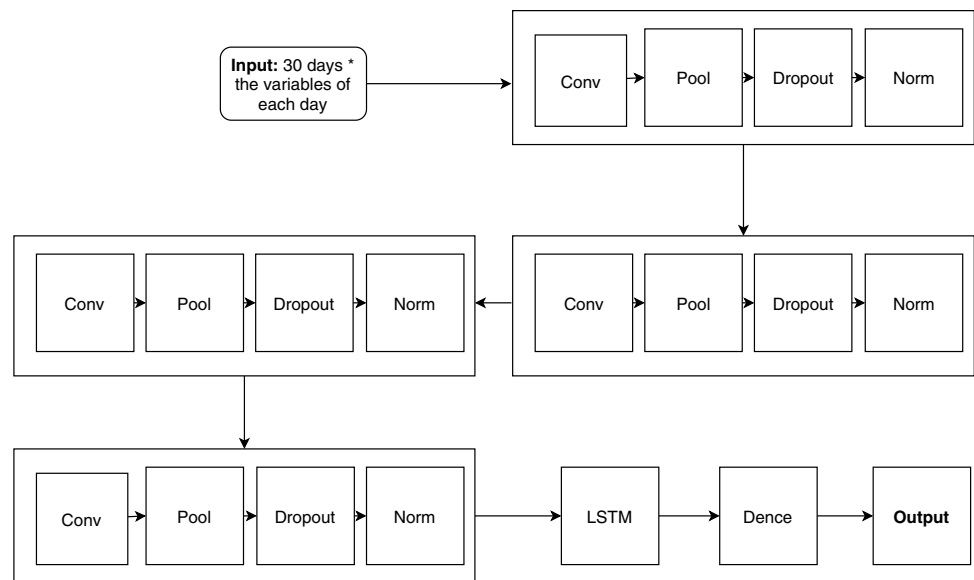 Input: 30 days *
the variables of
each day
Conv
Pool
Dropout
Norm
Conv
Pool
Dropout
Norm
Conv
Pool
Dropout
Norm
Conv
Pool
Dropout
Norm
LSTM
Dence
Output